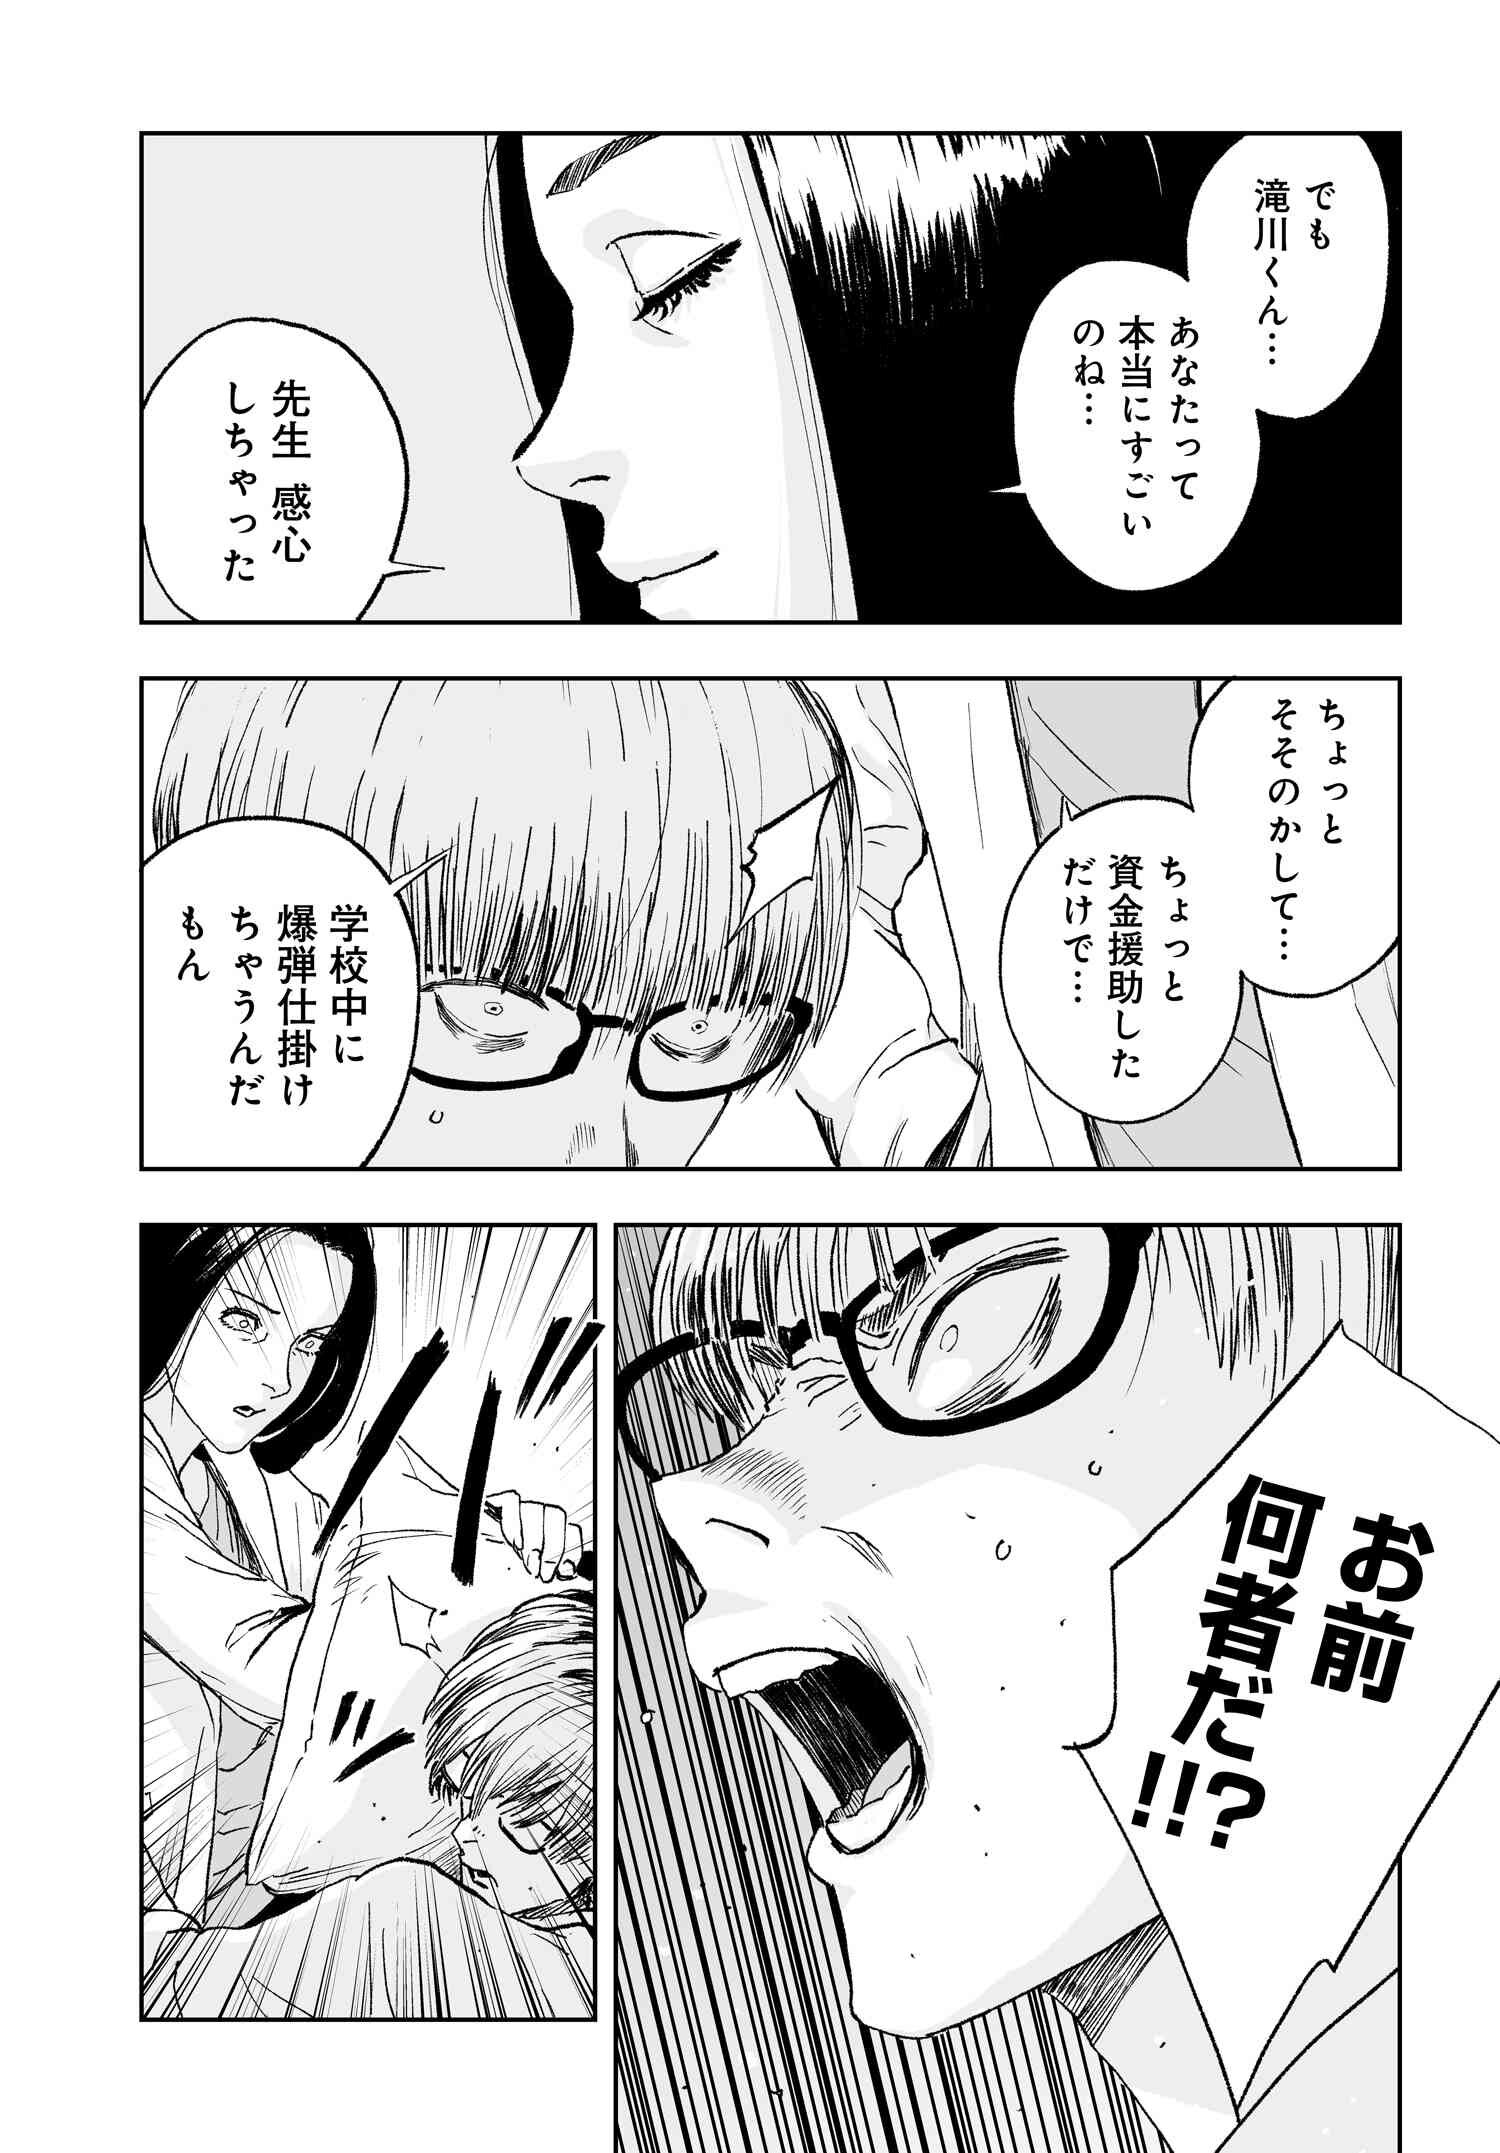 でも
滝川くん…
あなたって
本当にすごい
のね…
先生 感心
しちゃった
ちょっと
そそのかして…
ちょっと
資金援助した
だけで…
学校中に
爆弾仕掛け
ちゃうんだ
もん
お前
何者だ!!?